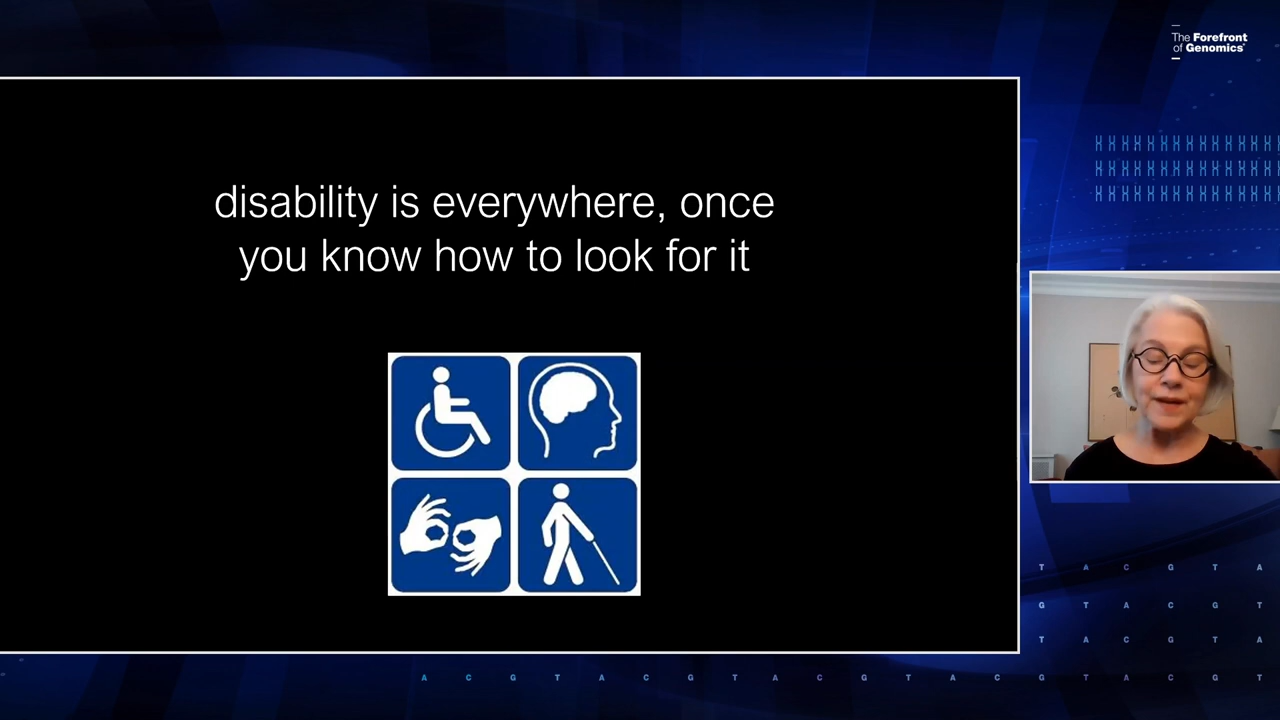 The Forefront
of Genomics®
disability is everywhere, once
you know how to look for it
T A C G T A
G T A C G T
T A C G T A
A C G T A C G T A C G T A C G T A C G T